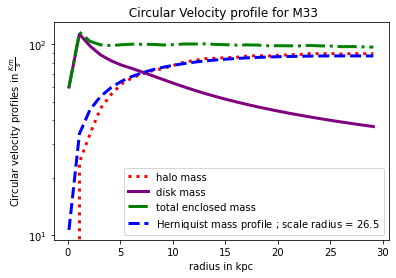 Circular Velocity profile for M33
Circular velocity profiles in Km/s
10²
10¹
halo mass
disk mass
total enclosed mass
Herniquist mass profile ; scale radius = 26.5
0 5 10 15 20 25 30
radius in kpc